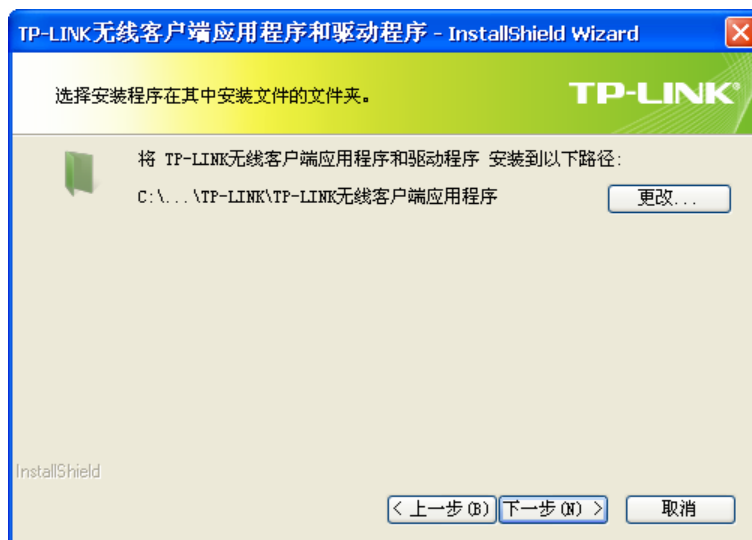 TP-LINK无线客户端应用程序和驱动程序 - InstallShield Wizard
选择安装程序在其中安装文件的文件夹。
TP-LINK®
将 TP-LINK无线客户端应用程序和驱动程序 安装到以下路径:
C:\...\TP-LINK\TP-LINK无线客户端应用程序
更改...
InstallShield
< 上一步(B) 下一步(N) > 取消